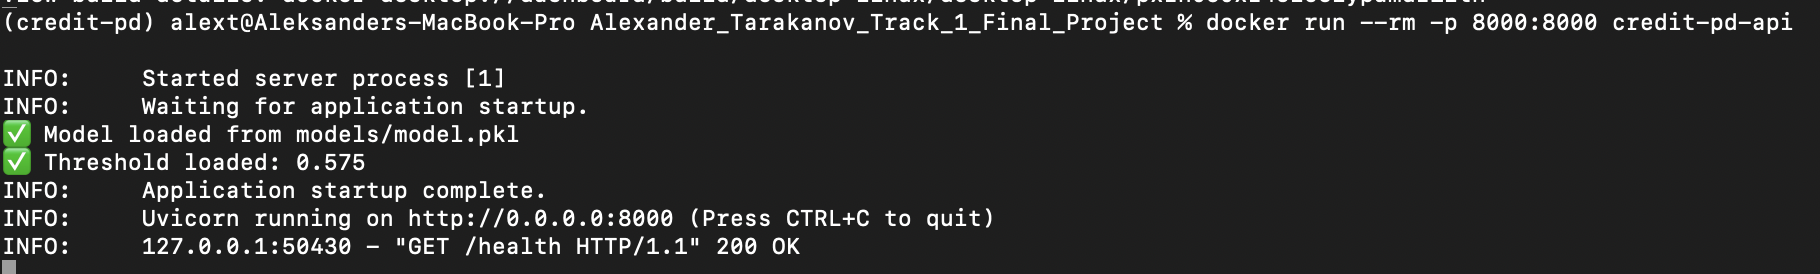 (credit-pd) alext@Aleksanders-MacBook-Pro Alexander_Tarakanov_Track_1_Final_Project % docker run --rm -p 8000:8000 credit-pd-api
INFO:     Started server process [1]
INFO:     Waiting for application startup.
✅ Model loaded from models/model.pkl
✅ Threshold loaded: 0.575
INFO:     Application startup complete.
INFO:     Uvicorn running on http://0.0.0.0:8000 (Press CTRL+C to quit)
INFO:     127.0.0.1:50430 - "GET /health HTTP/1.1" 200 OK